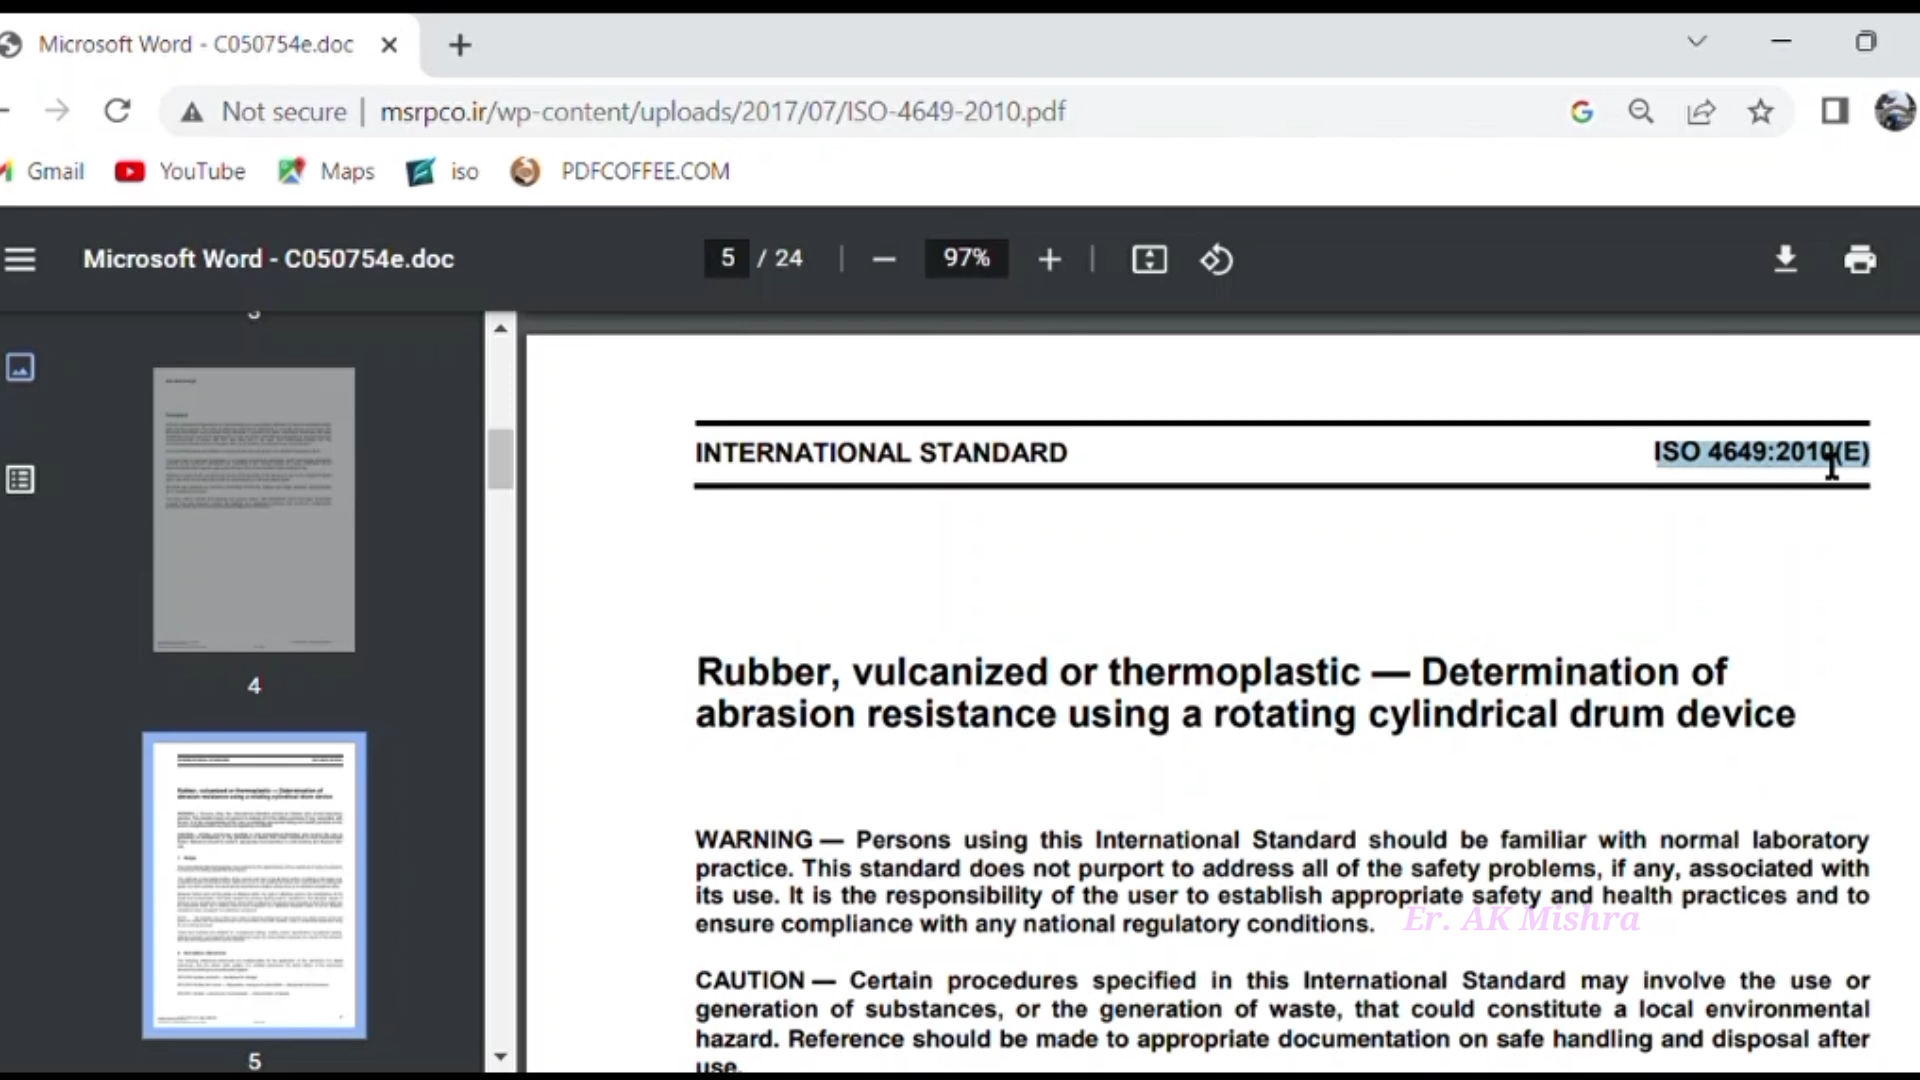 Microsoft Word - C050754e.doc
Not secure | msrpco.ir/wp-content/uploads/2017/07/ISO-4649-2010.pdf
Gmail YouTube Maps iso PDFCOFFEE.COM
Microsoft Word - C050754e.doc 5 / 24 97%
3
4
5
INTERNATIONAL STANDARD ISO 4649:2010(E)
Rubber, vulcanized or thermoplastic — Determination of
abrasion resistance using a rotating cylindrical drum device
WARNING — Persons using this International Standard should be familiar with normal laboratory
practice. This standard does not purport to address all of the safety problems, if any, associated with
its use. It is the responsibility of the user to establish appropriate safety and health practices and to
ensure compliance with any national regulatory conditions.
Er. AK Mishra
CAUTION — Certain procedures specified in this International Standard may involve the use or
generation of substances, or the generation of waste, that could constitute a local environmental
hazard. Reference should be made to appropriate documentation on safe handling and disposal after
use.